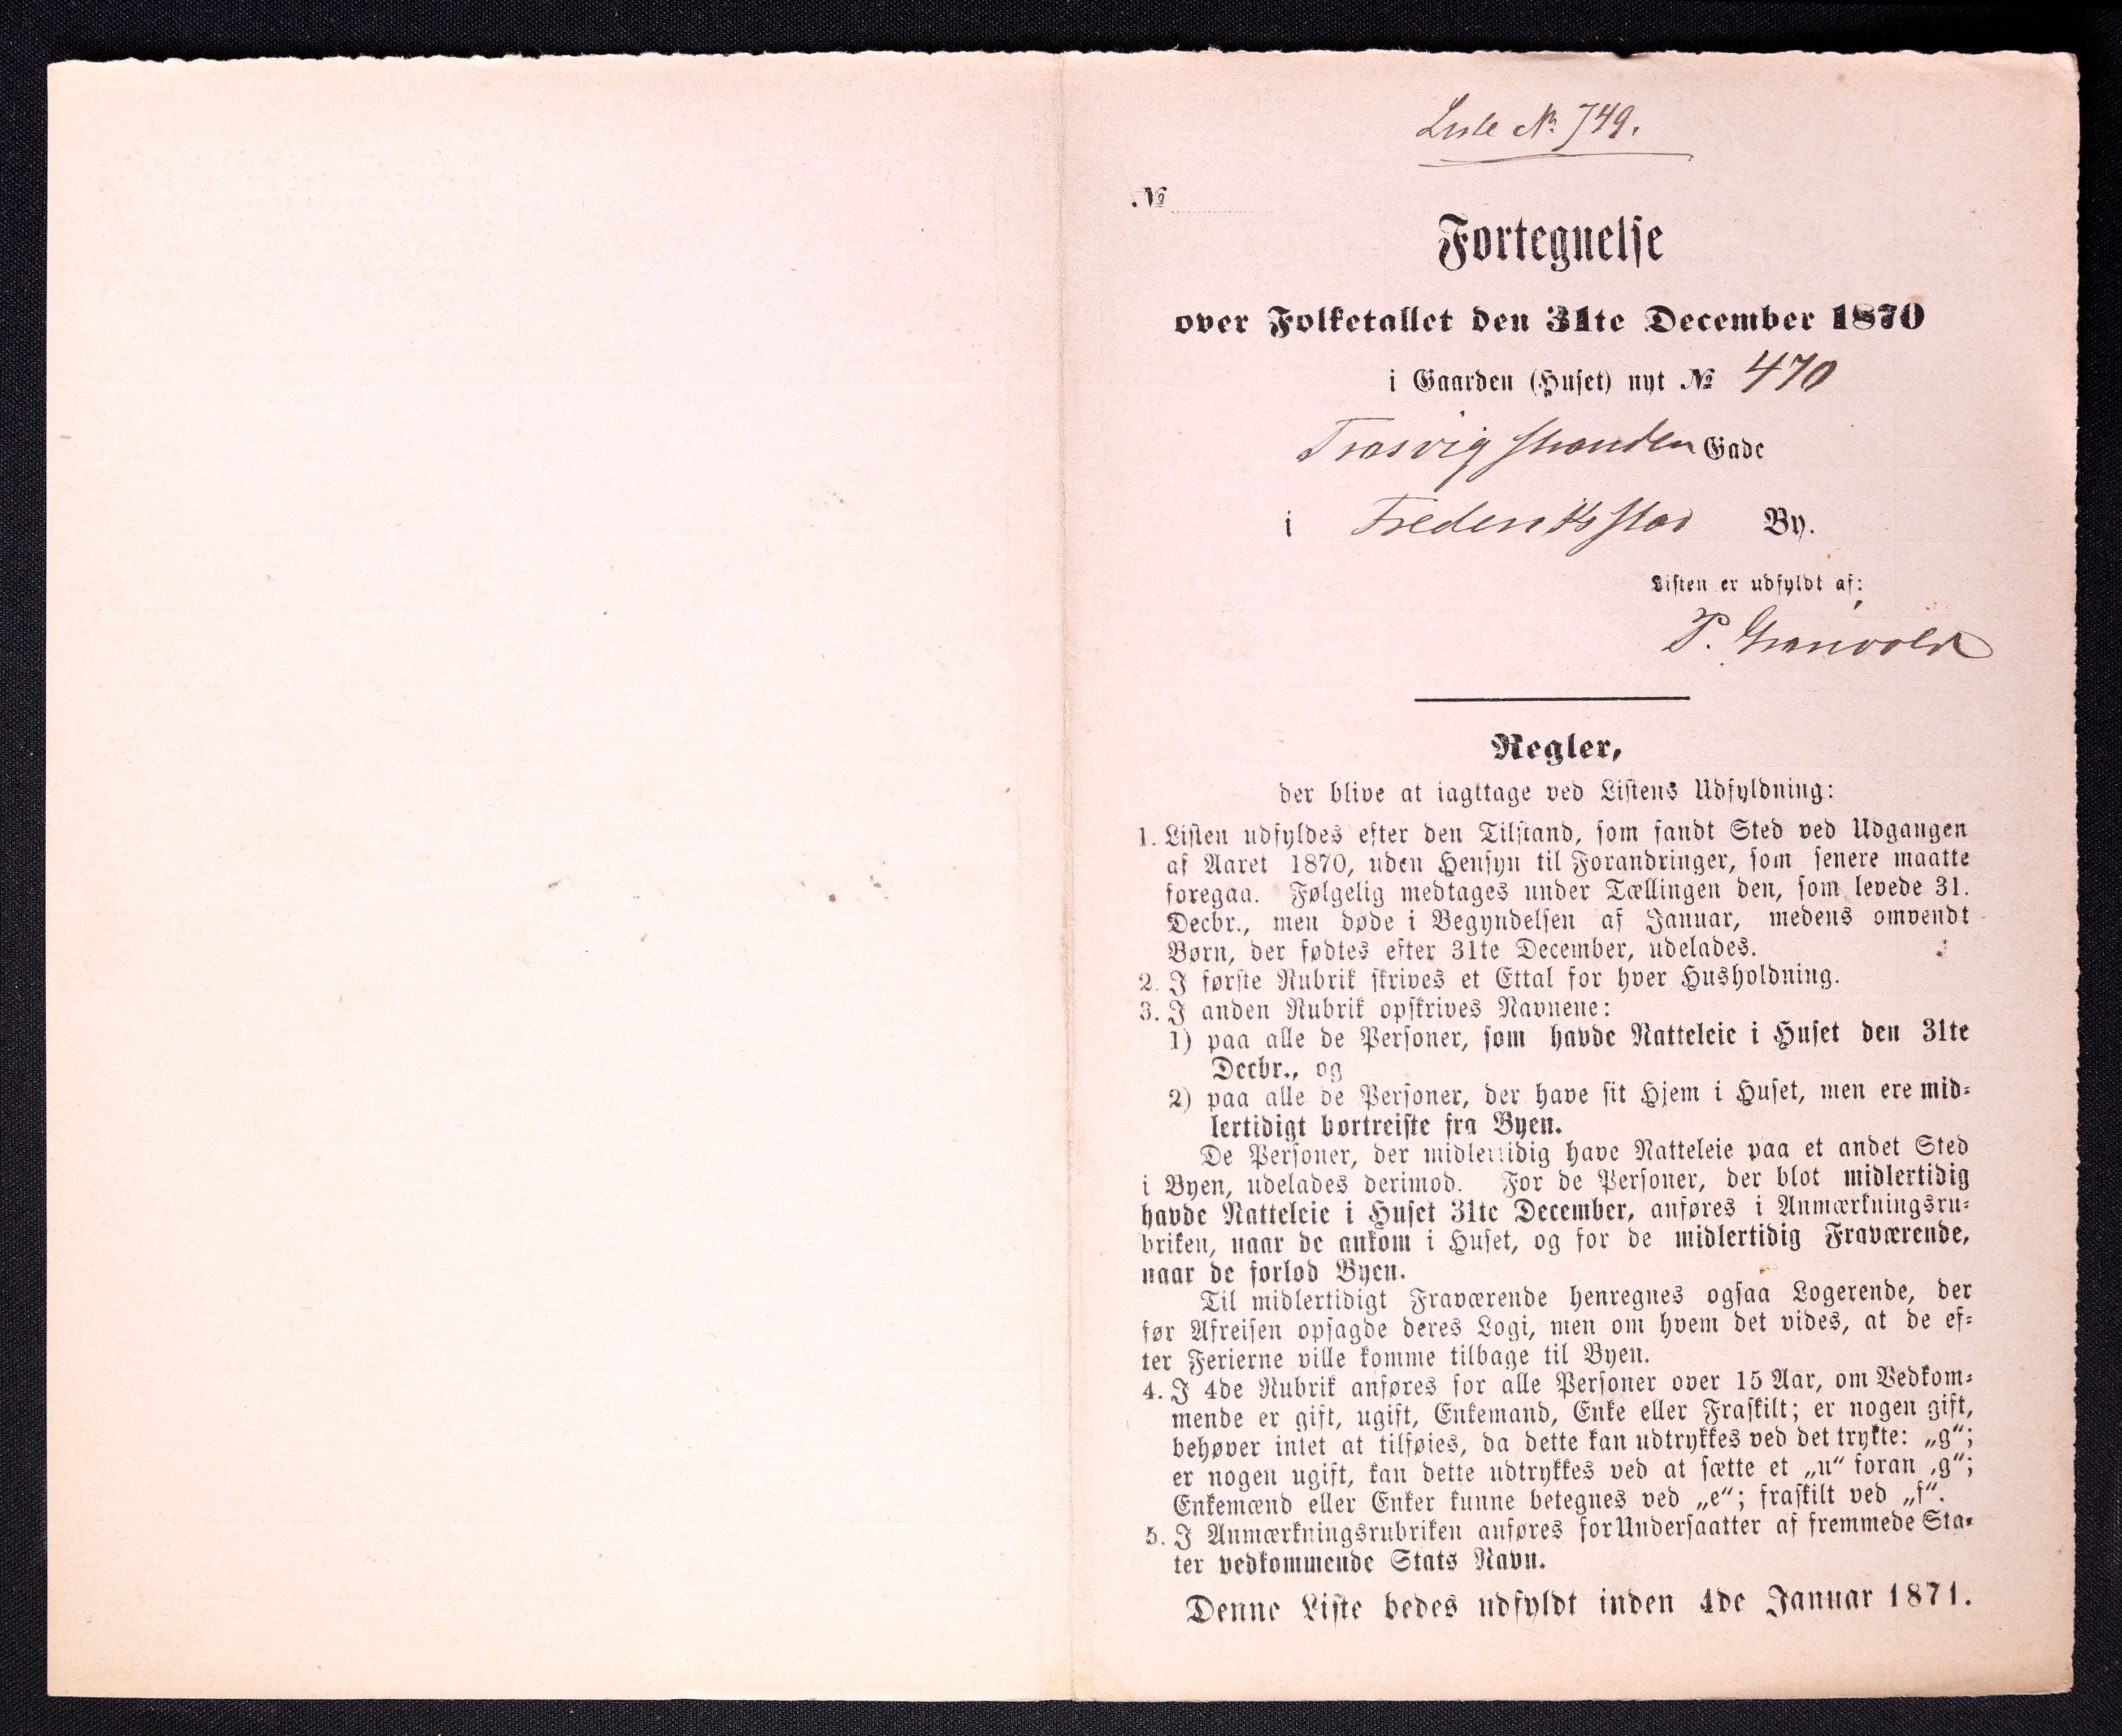 Liste № 749.
№
Fortegnelse
over Folketallet den 31te December 1870
i Gaarden (Huset) nyt № 470
Trosvig stranden Gade
i Frederiksstad By.
Listen er udfyldt af:
P. Grønvold
Regler,
der blive at iagttage ved Listens Udfyldning:
1. Listen udfyldes efter den Tilstand, som fandt Sted ved Udgangen
af Aaret 1870, uden Hensyn til Forandringer, som senere maatte
foregaa. Følgelig medtages under Tællingen den, som levede 31.
Decbr., men døde i Begyndelsen af Januar, medens omvendt
Børn, der fødtes efter 31te December, udelades.
2. I første Rubrik skrives et Ettal for hver Husholdning.
3. I anden Rubrik opskrives Navnene:
1) paa alle de Personer, som havde Natteleie i Huset den 31te
Decbr., og
2) paa alle de Personer, der have sit Hjem i Huset, men ere mid-
lertidigt bortreiste fra Byen.
De Personer, der midlertidig have Natteleie paa et andet Sted
i Byen, udelades derimod. For de Personer, der blot midlertidig
havde Natteleie i Huset 31te December, anføres i Anmærkningsru-
briken, naar de ankom i Huset, og for de midlertidig Fraværende,
naar de forlod Byen.
Til midlertidigt Fraværende henregnes ogsaa Logerende, der
før Afreisen opsagde deres Logi, men om hvem det vides, at de ef-
ter Ferierne ville komme tilbage til Byen.
4. I 4de Rubrik anføres for alle Personer over 15 Aar, om Vedkom-
mende er gift, ugift, Enkemand, Enke eller Fraskilt; er nogen gift,
behøver intet at tilføies, da dette kan udtrykkes ved det trykte: „g“;
er nogen ugift, kan dette udtrykkes ved at sætte et „u“ foran „g“;
Enkemænd eller Enker kunne betegnes ved „e“; fraskilt ved „f“.
5. I Anmærkningsrubriken anføres for Undersaatter af fremmede Sta-
ter vedkommende Stats Navn.
Denne Liste bedes udfyldt inden 4de Januar 1871.